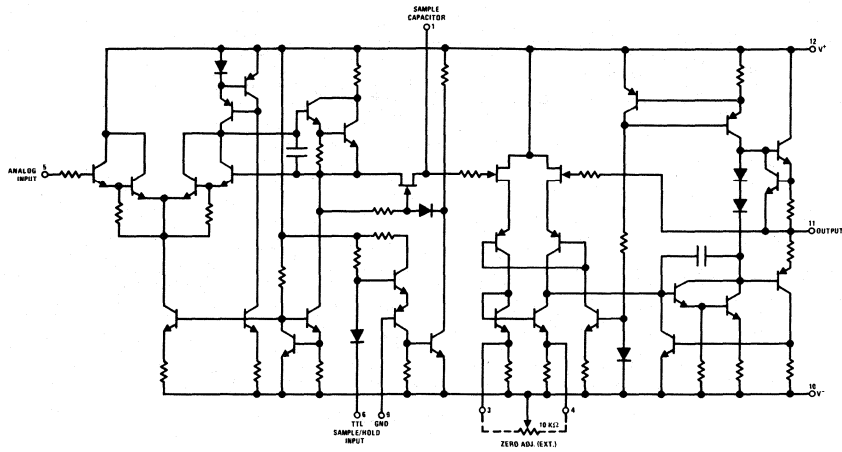 SAMPLE
CAPACITOR
1
12
V+
ANALOG
INPUT
5
11
OUTPUT
10
V-
6
TTL
SAMPLE/HOLD
INPUT
9
GND
3
10 KΩ
4
ZERO ADJ. (EXT.)